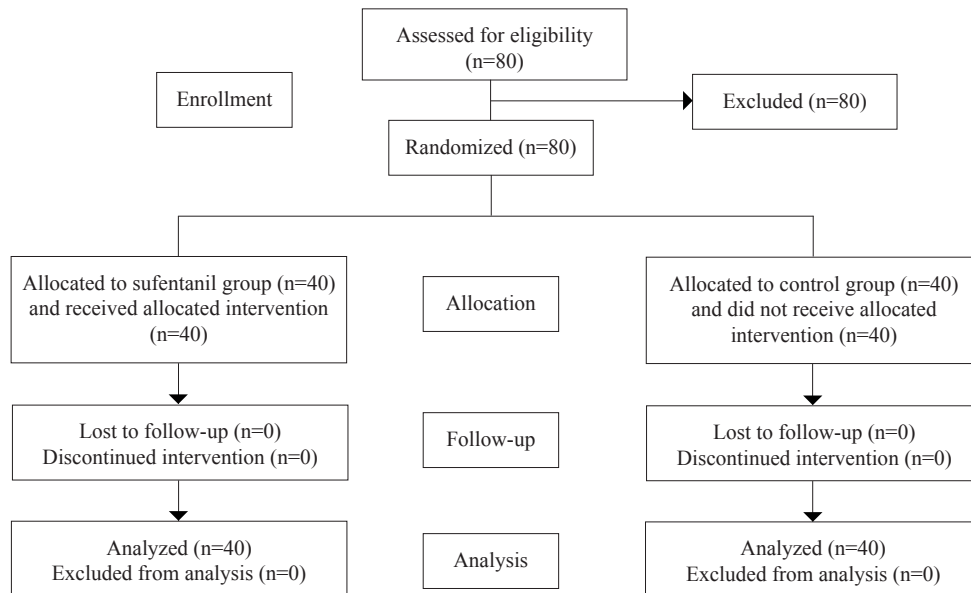 Assessed for eligibility
(n=80)
Enrollment
Excluded (n=80)
Randomized (n=80)
Allocated to sufentanil group (n=40)
and received allocated intervention
(n=40)
Allocation
Allocated to control group (n=40)
and did not receive allocated
intervention (n=40)
Lost to follow-up (n=0)
Discontinued intervention (n=0)
Follow-up
Lost to follow-up (n=0)
Discontinued intervention (n=0)
Analyzed (n=40)
Excluded from analysis (n=0)
Analysis
Analyzed (n=40)
Excluded from analysis (n=0)